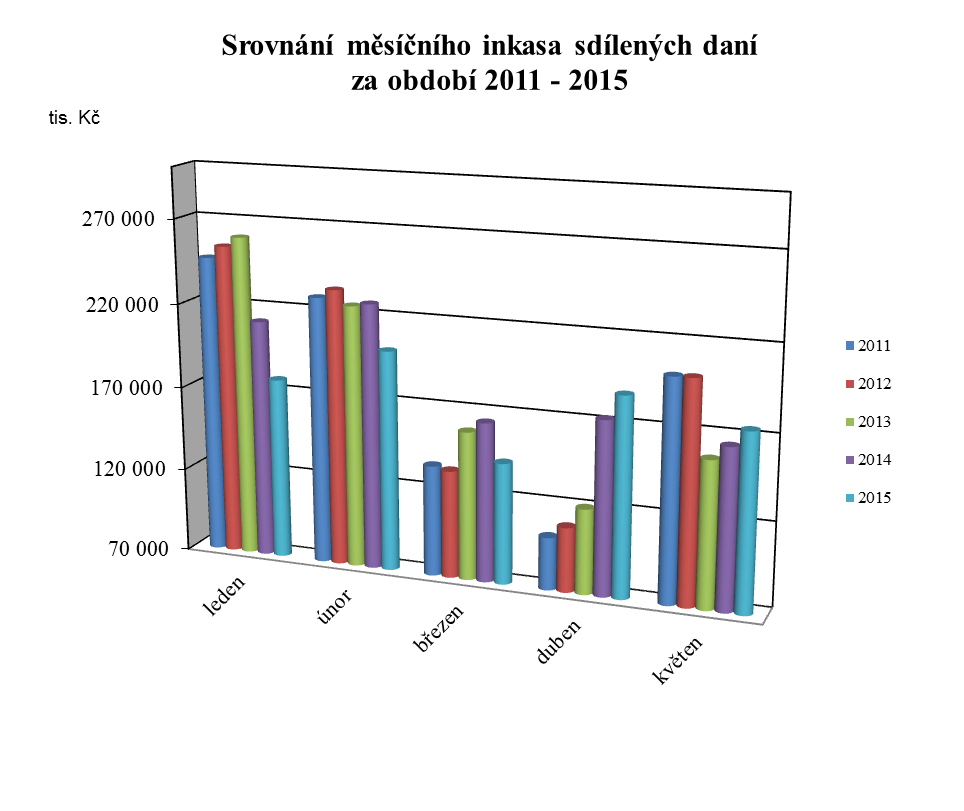 Srovnání měsíčního inkasa sdílených daní
za období 2011 - 2015
tis. Kč
270 000
220 000
170 000
120 000
70 000
leden
únor
březen
duben
květen
2011
2012
2013
2014
2015